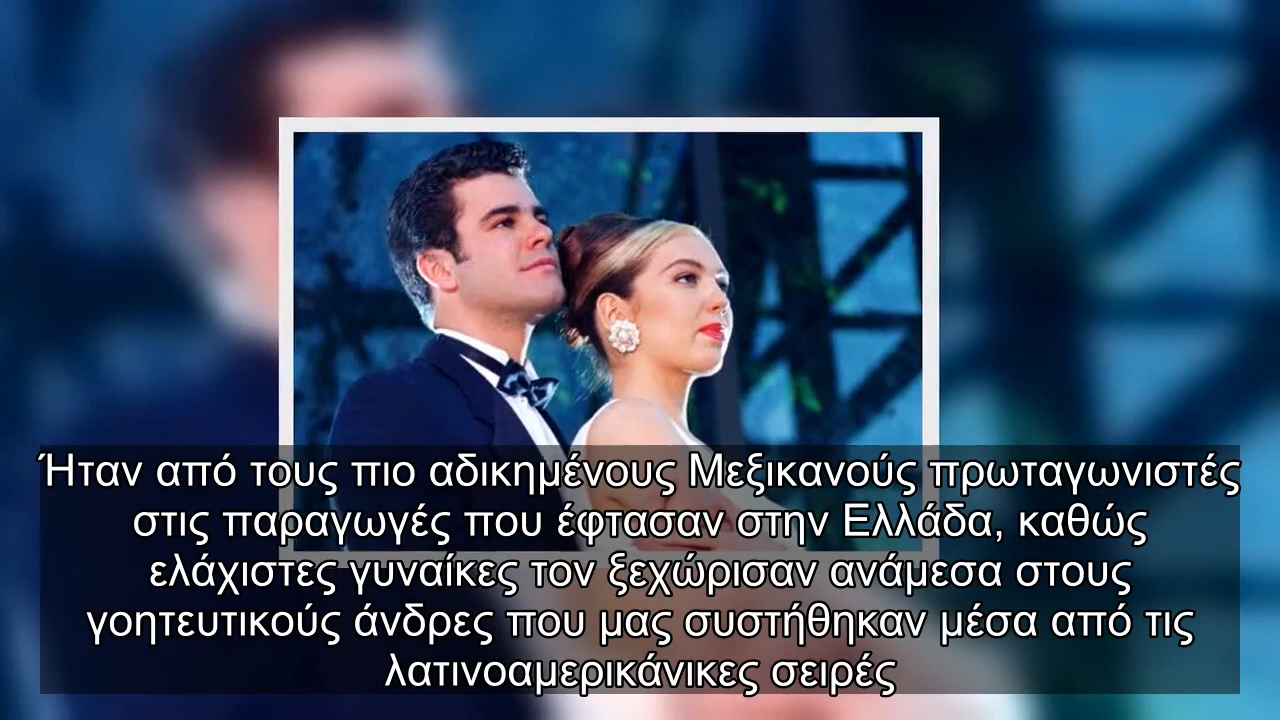 Ήταν από τους πιο αδικημένους Μεξικανούς πρωταγωνιστές
στις παραγωγές που έφτασαν στην Ελλάδα, καθώς
ελάχιστες γυναίκες τον ξεχώρισαν ανάμεσα στους
γοητευτικούς άνδρες που μας συστήθηκαν μέσα από τις
λατινοαμερικάνικες σειρές